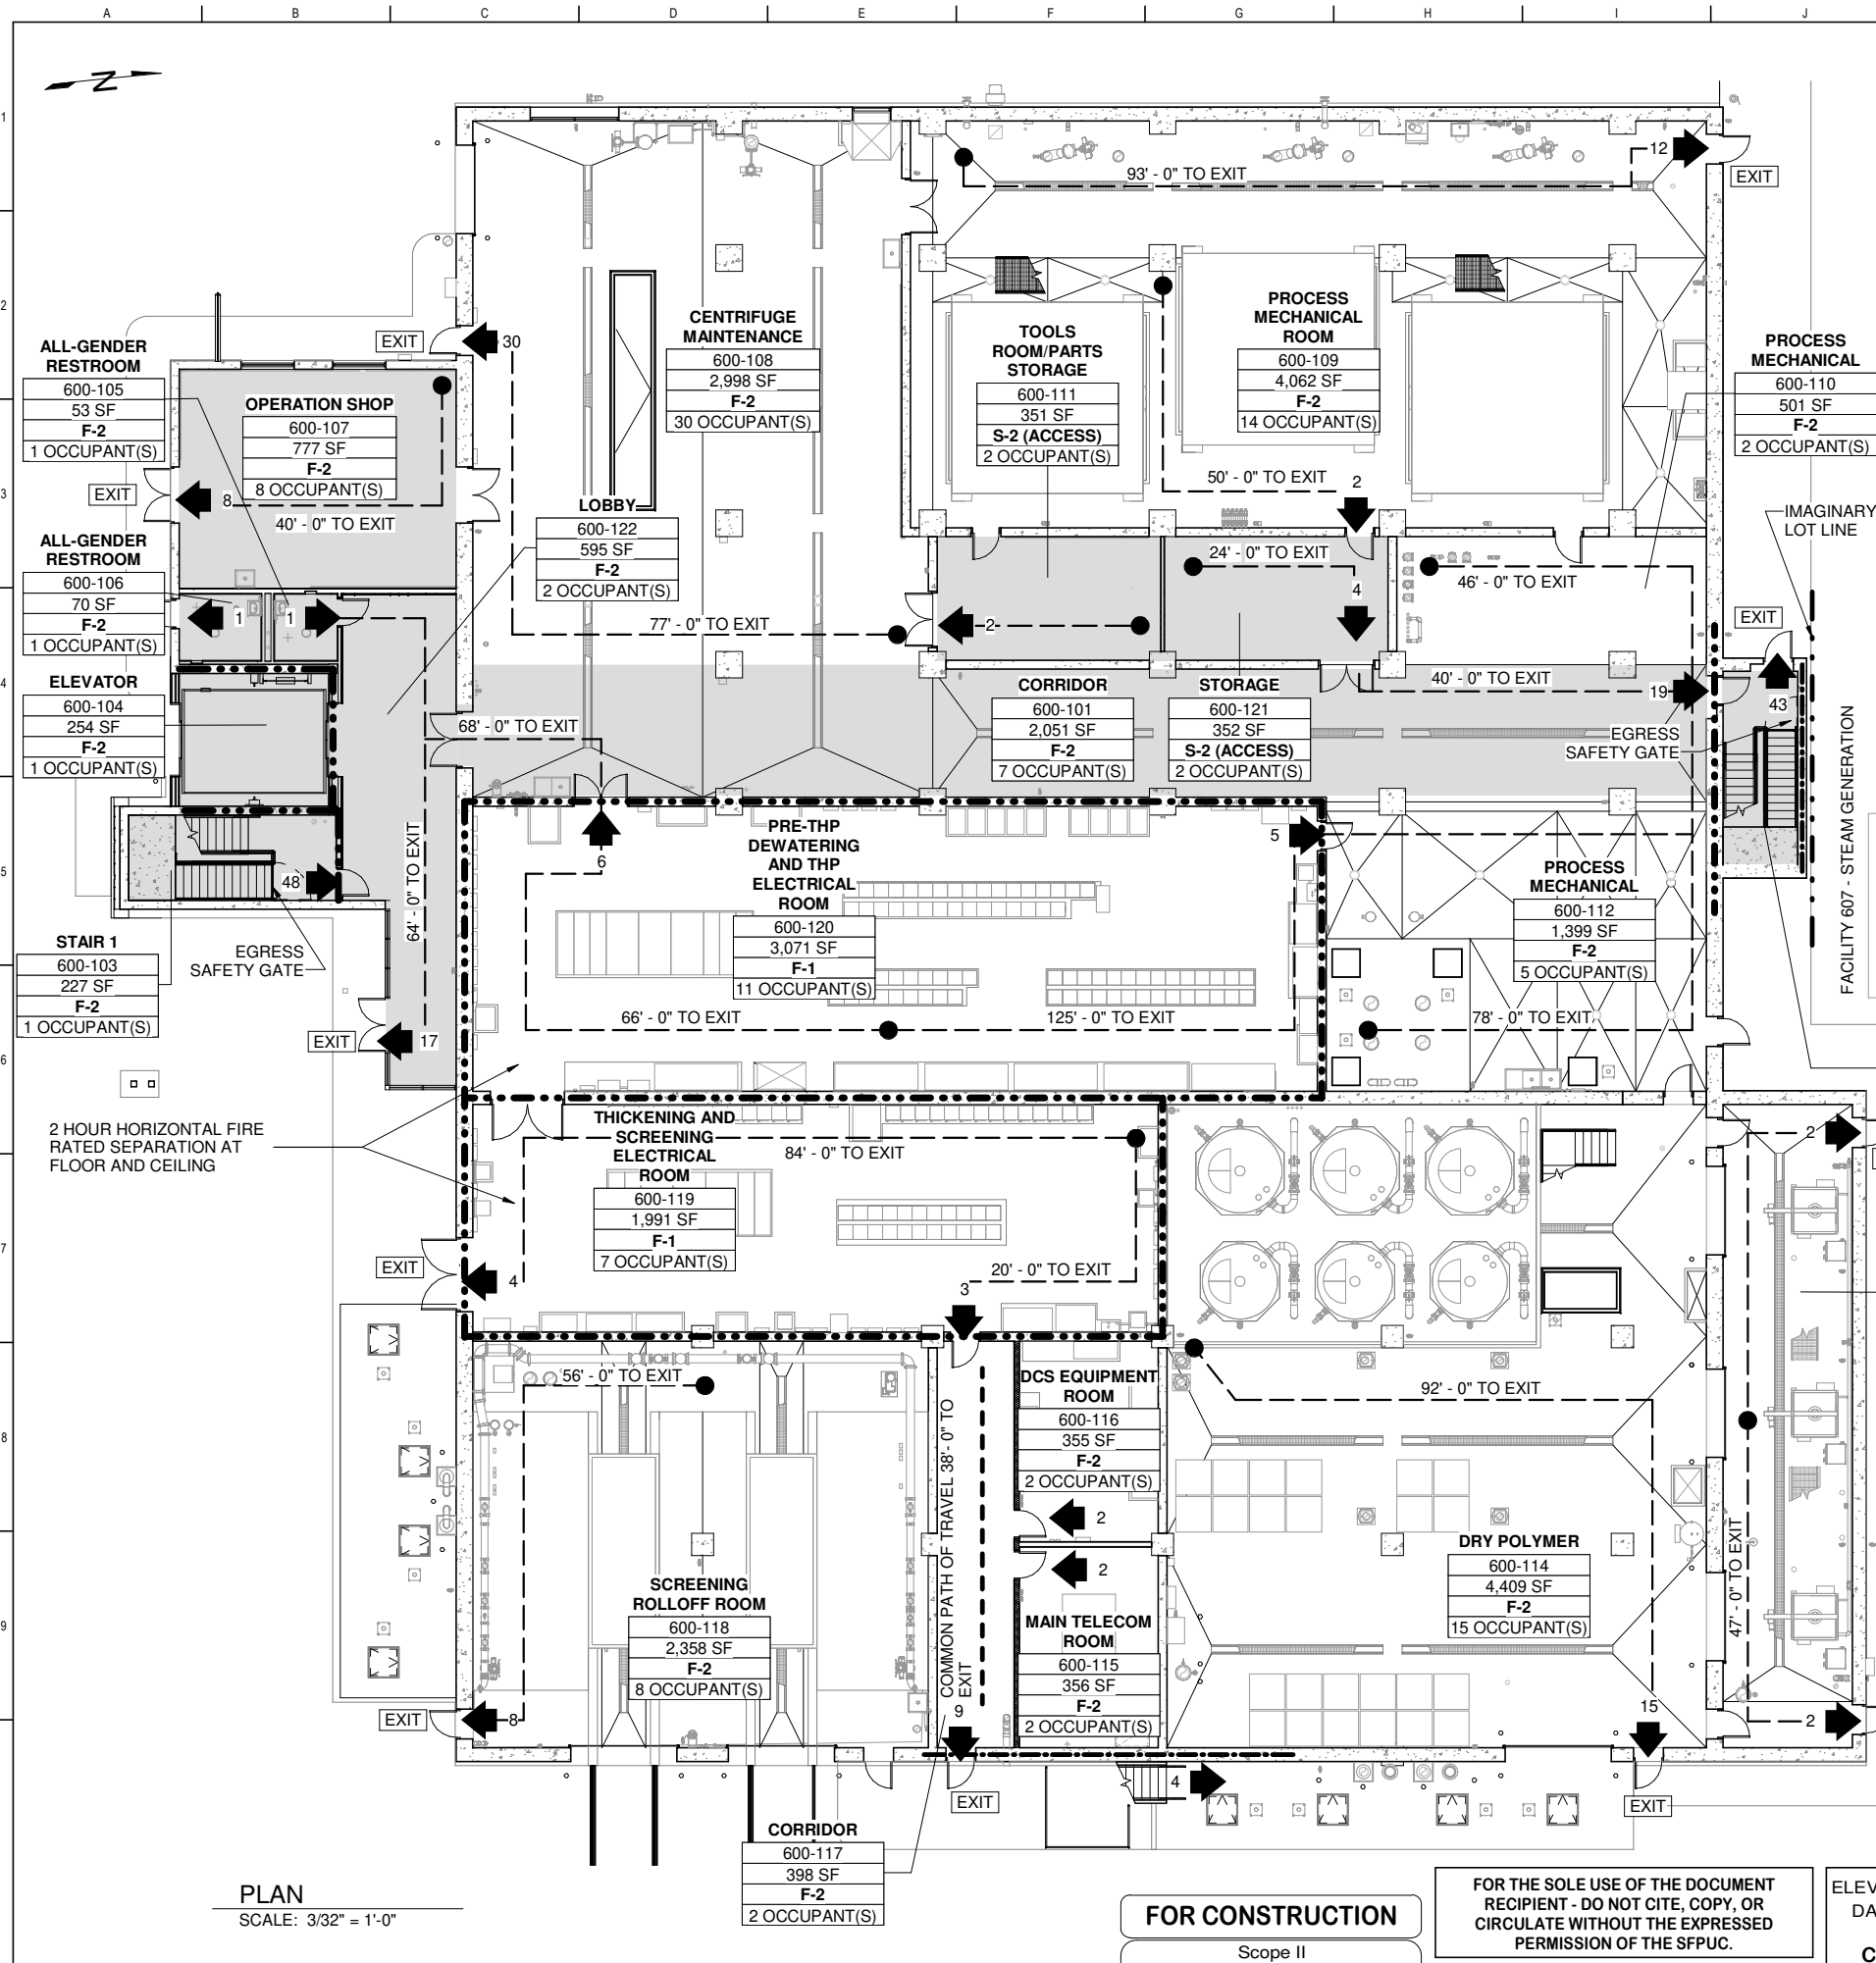 A B C D E F G H I J
1
2
3
4
5
6
7
8
9
N
93' - 0" TO EXIT
12
EXIT
ALL-GENDER
RESTROOM
600-105
53 SF
F-2
1 OCCUPANT(S)
EXIT
30
OPERATION SHOP
600-107
777 SF
F-2
8 OCCUPANT(S)
CENTRIFUGE
MAINTENANCE
600-108
2,998 SF
F-2
30 OCCUPANT(S)
TOOLS
ROOM/PARTS
STORAGE
600-111
351 SF
S-2 (ACCESS)
2 OCCUPANT(S)
PROCESS
MECHANICAL
ROOM
600-109
4,062 SF
F-2
14 OCCUPANT(S)
PROCESS
MECHANICAL
600-110
501 SF
F-2
2 OCCUPANT(S)
EXIT
8
40' - 0" TO EXIT
50' - 0" TO EXIT
2
IMAGINARY
LOT LINE
ALL-GENDER
RESTROOM
600-106
70 SF
F-2
1 OCCUPANT(S)
LOBBY
600-122
595 SF
F-2
2 OCCUPANT(S)
24' - 0" TO EXIT
4
46' - 0" TO EXIT
1
1
77' - 0" TO EXIT
2
EXIT
ELEVATOR
600-104
254 SF
F-2
1 OCCUPANT(S)
68' - 0" TO EXIT
CORRIDOR
600-101
2,051 SF
F-2
7 OCCUPANT(S)
STORAGE
600-121
352 SF
S-2 (ACCESS)
2 OCCUPANT(S)
40' - 0" TO EXIT
19
43
EGRESS
SAFETY GATE
FACILITY 607 - STEAM GENERATION
48
64' - 0" TO EXIT
6
PRE-THP
DEWATERING
AND THP
ELECTRICAL
ROOM
600-120
3,071 SF
F-1
11 OCCUPANT(S)
5
PROCESS
MECHANICAL
600-112
1,399 SF
F-2
5 OCCUPANT(S)
STAIR 1
600-103
227 SF
F-2
1 OCCUPANT(S)
EGRESS
SAFETY GATE
EXIT
17
66' - 0" TO EXIT
125' - 0" TO EXIT
78' - 0" TO EXIT
2 HOUR HORIZONTAL FIRE
RATED SEPARATION AT
FLOOR AND CEILING
THICKENING AND
SCREENING
ELECTRICAL
ROOM
600-119
1,991 SF
F-1
7 OCCUPANT(S)
84' - 0" TO EXIT
2
EXIT
4
20' - 0" TO EXIT
3
56' - 0" TO EXIT
COMMON PATH OF TRAVEL 38'- 0" TO
EXIT
DCS EQUIPMENT
ROOM
600-116
355 SF
F-2
2 OCCUPANT(S)
92' - 0" TO EXIT
2
2
SCREENING
ROLLOFF ROOM
600-118
2,358 SF
F-2
8 OCCUPANT(S)
MAIN TELECOM
ROOM
600-115
356 SF
F-2
2 OCCUPANT(S)
DRY POLYMER
600-114
4,409 SF
F-2
15 OCCUPANT(S)
47' - 0" TO EXIT
EXIT
8
9
15
2
EXIT
4
EXIT
CORRIDOR
600-117
398 SF
F-2
2 OCCUPANT(S)
PLAN
SCALE: 3/32" = 1'-0"
FOR CONSTRUCTION
Scope II
FOR THE SOLE USE OF THE DOCUMENT
RECIPIENT - DO NOT CITE, COPY, OR
CIRCULATE WITHOUT THE EXPRESSED
PERMISSION OF THE SFPUC.
ELEV
DA
C